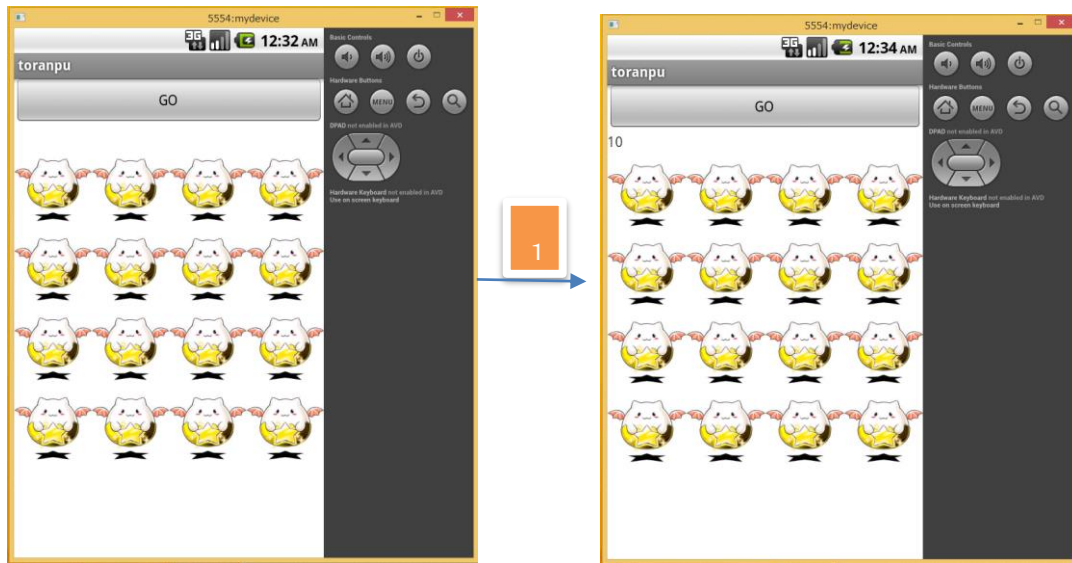 5554:mydevice
3G 12:32 AM
toranpu
GO
Basic Controls
Hardware Buttons
MENU
DPAD not enabled in AVD
Hardware Keyboard not enabled in AVD
Use on screen keyboard
1
5554:mydevice
3G 12:34 AM
toranpu
GO
10
Basic Controls
Hardware Buttons
MENU
DPAD not enabled in AVD
Hardware Keyboard not enabled in AVD
Use on screen keyboard